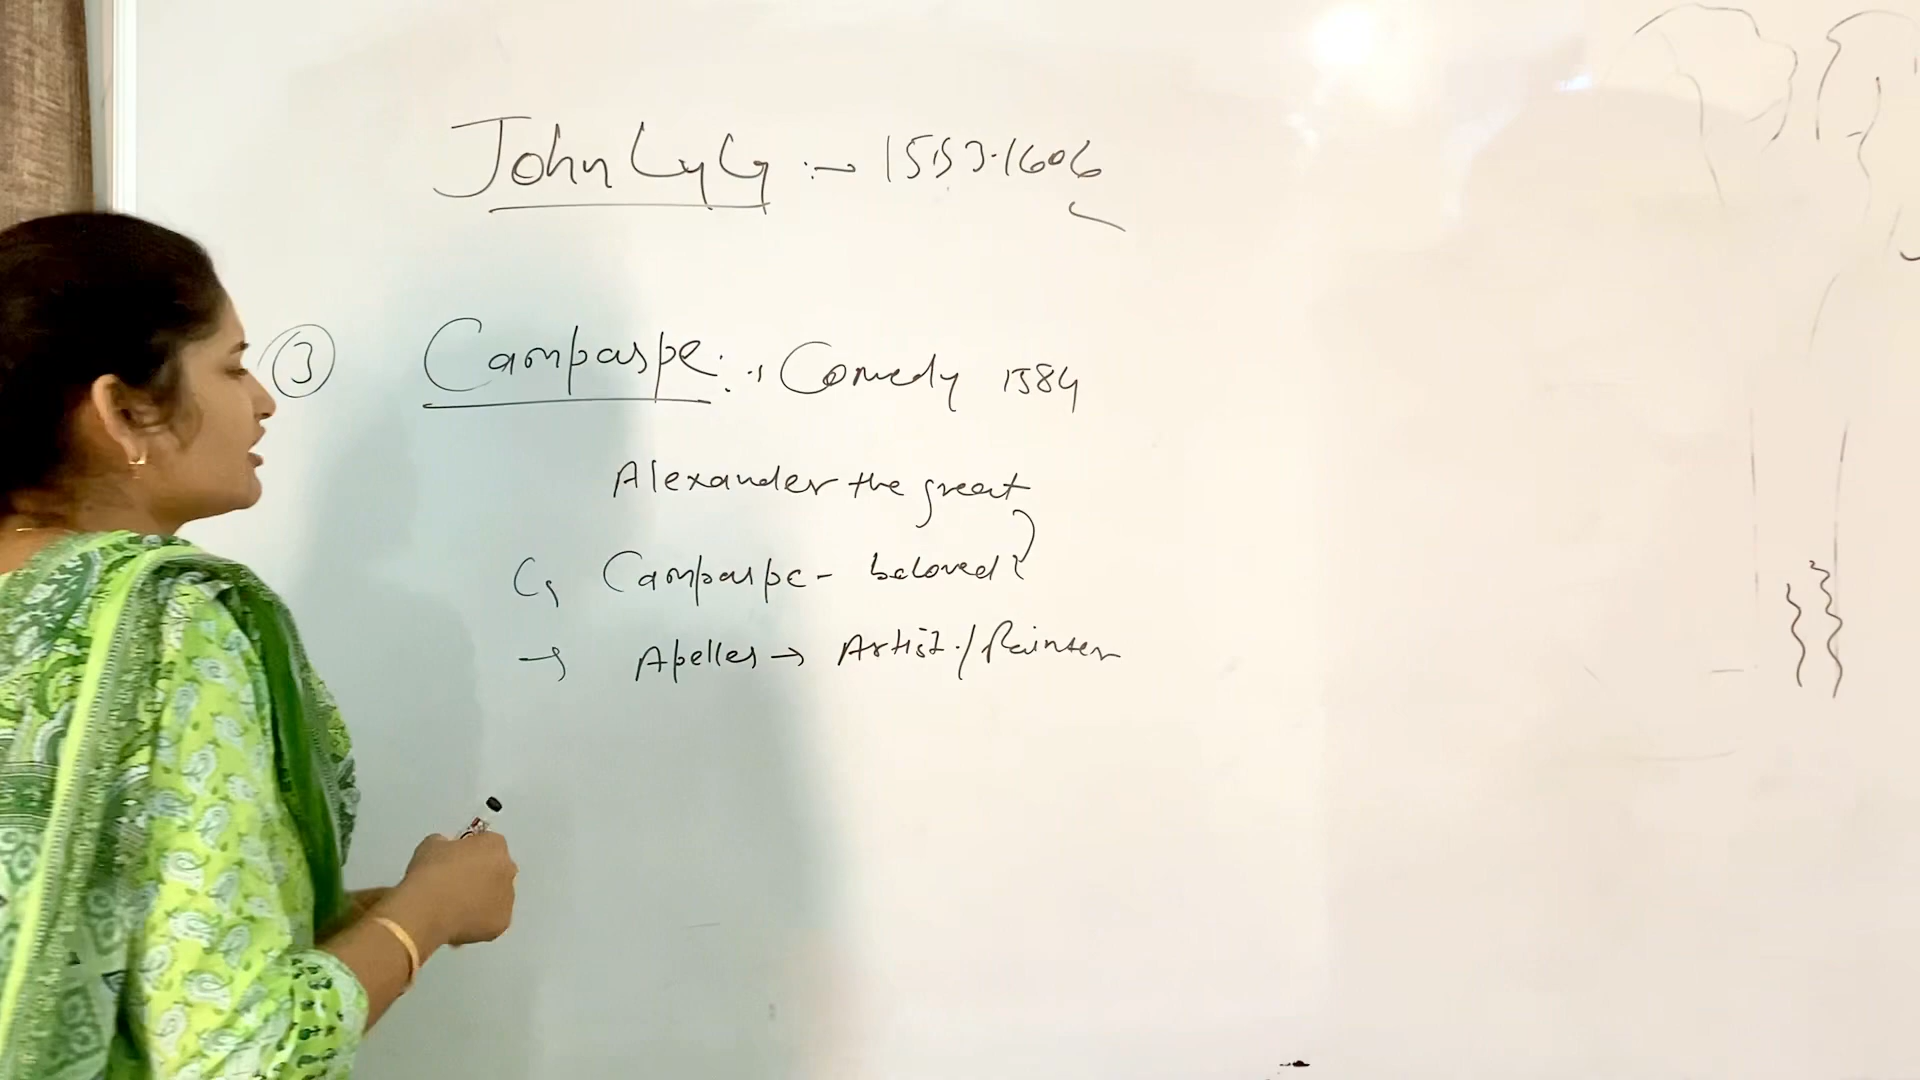 John Lyly :- 1553-1606
③ Campaspe :- Comedy 1584
Alexander the great
Campaspe - beloved
→ Apelles → Artist / Painter